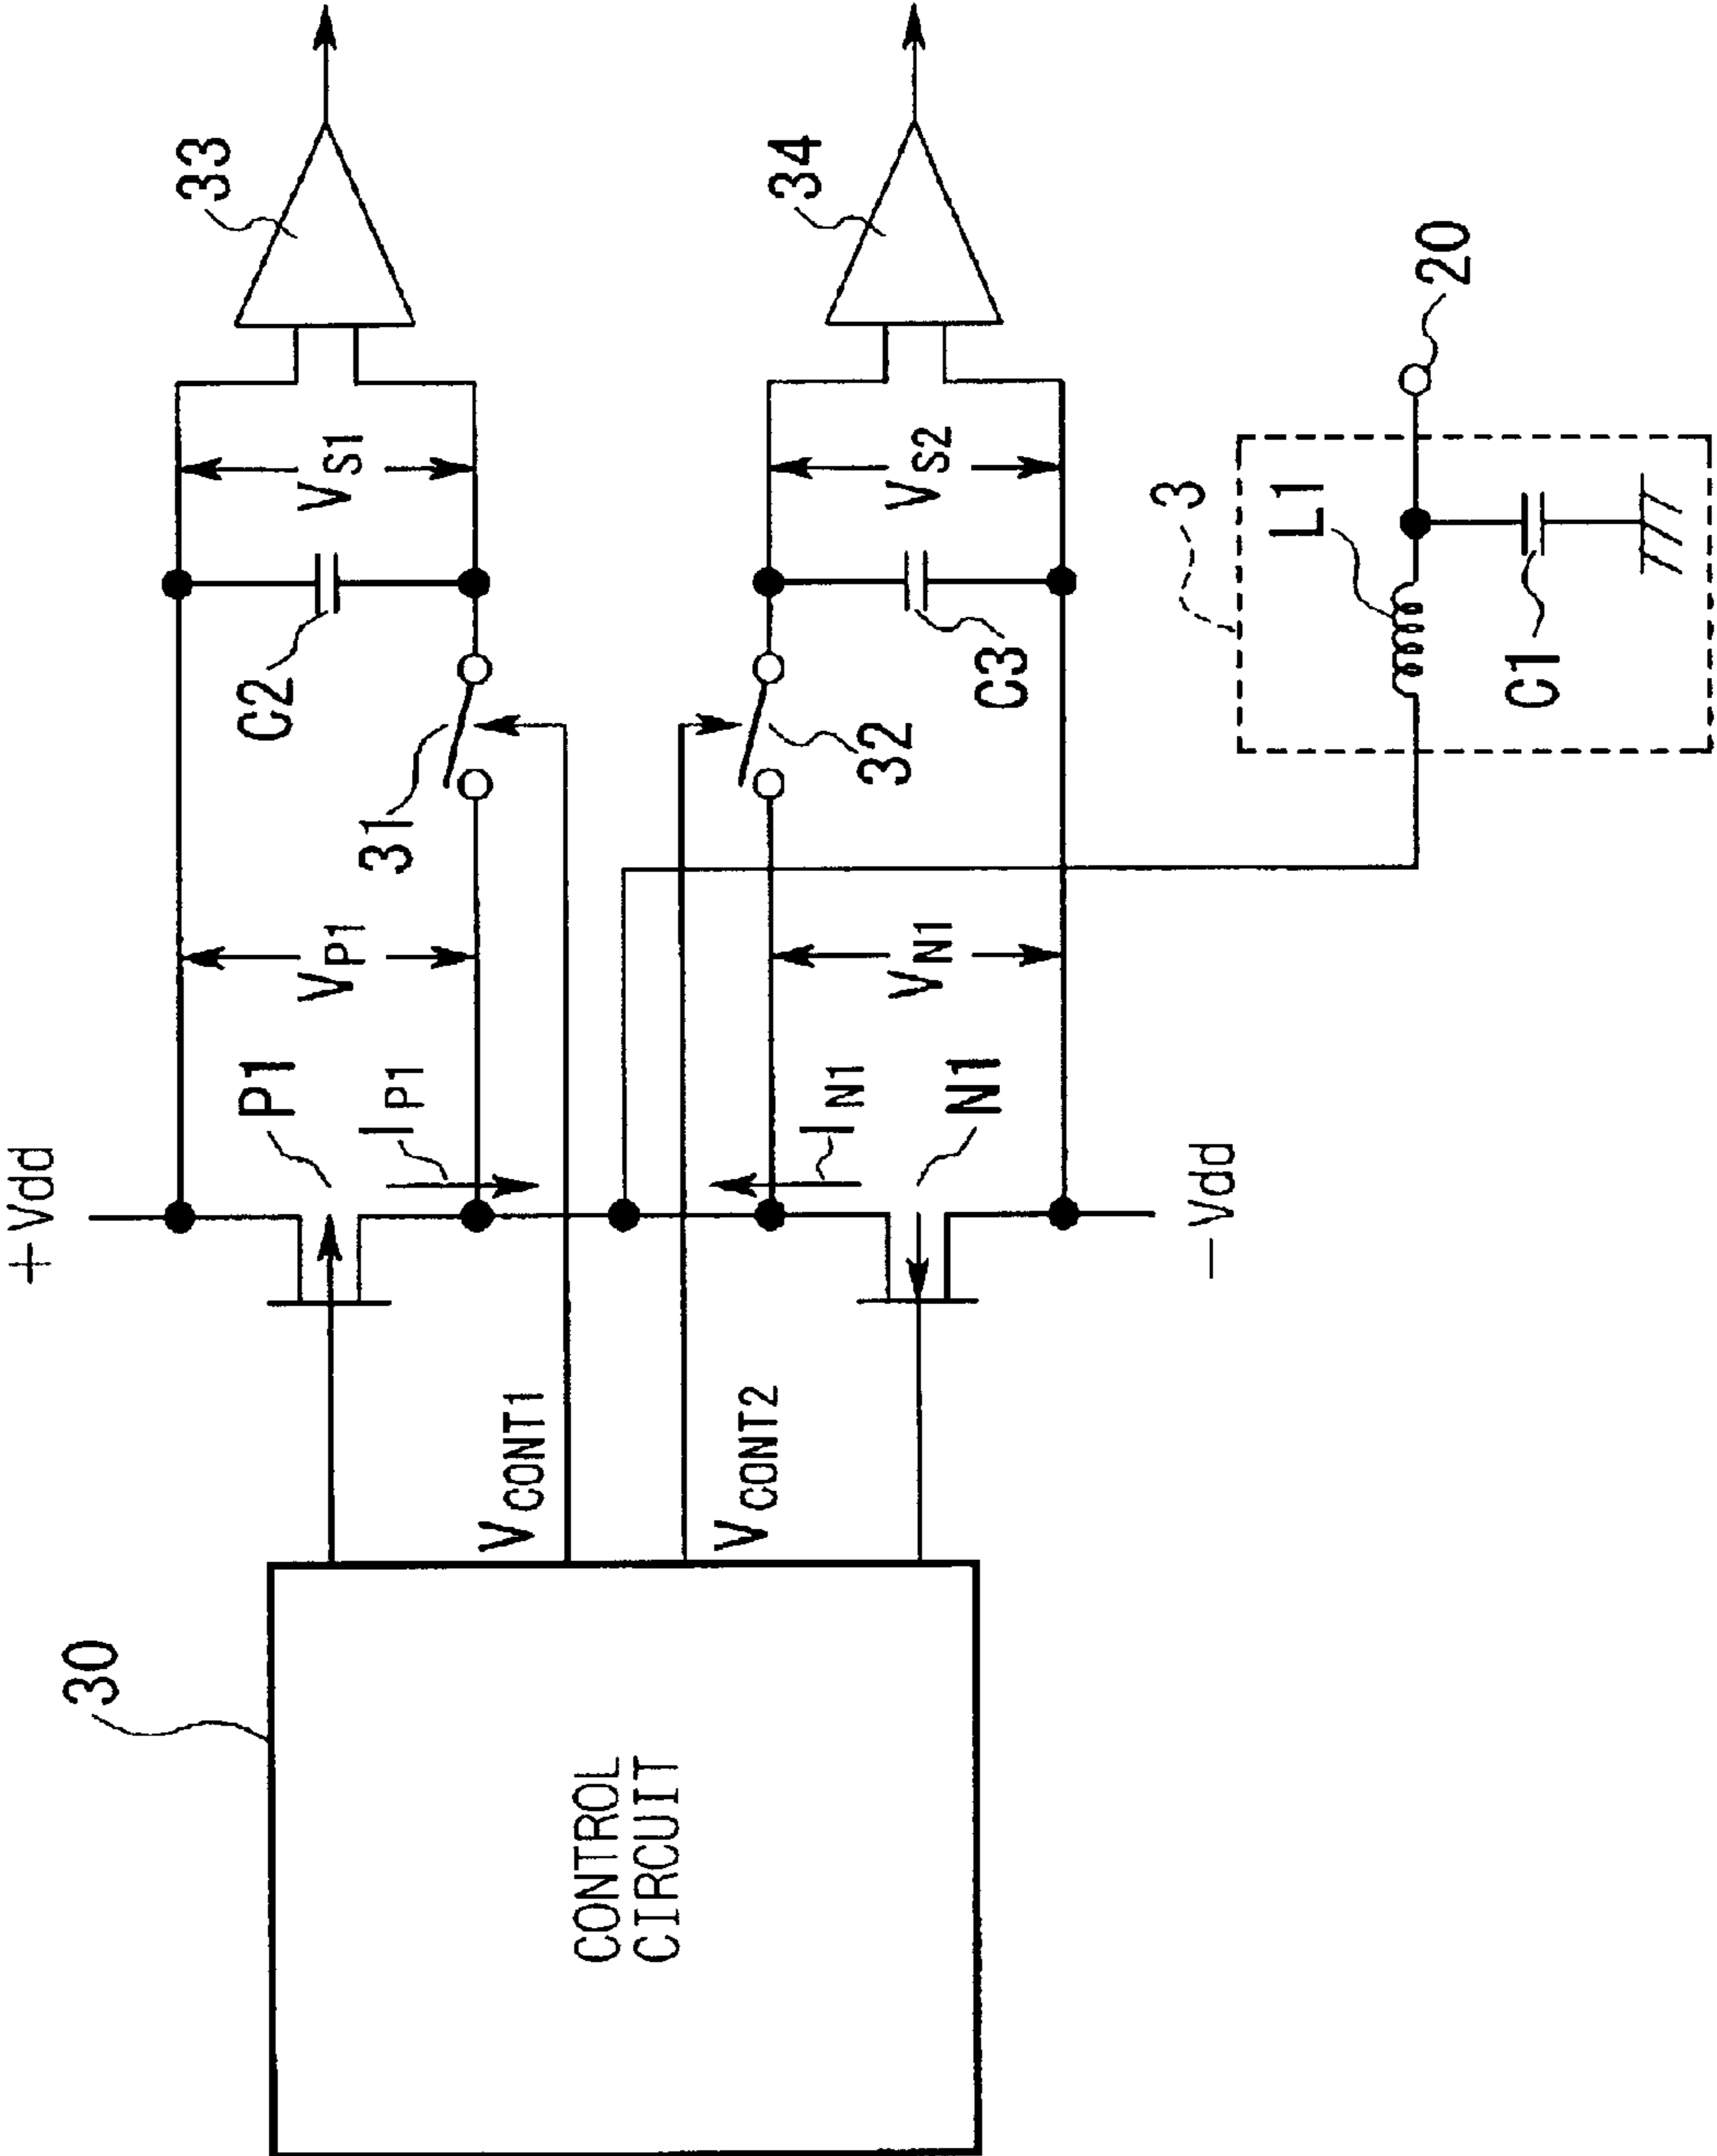 30
CONTROL
CIRCUIT
VCONT1
VCONT2
+Vdd
P1
IP1
IN1
N1
-Vdd
VP1
VN1
31
32
C2
C3
VS1
VS2
33
34
3
L1
C1
20